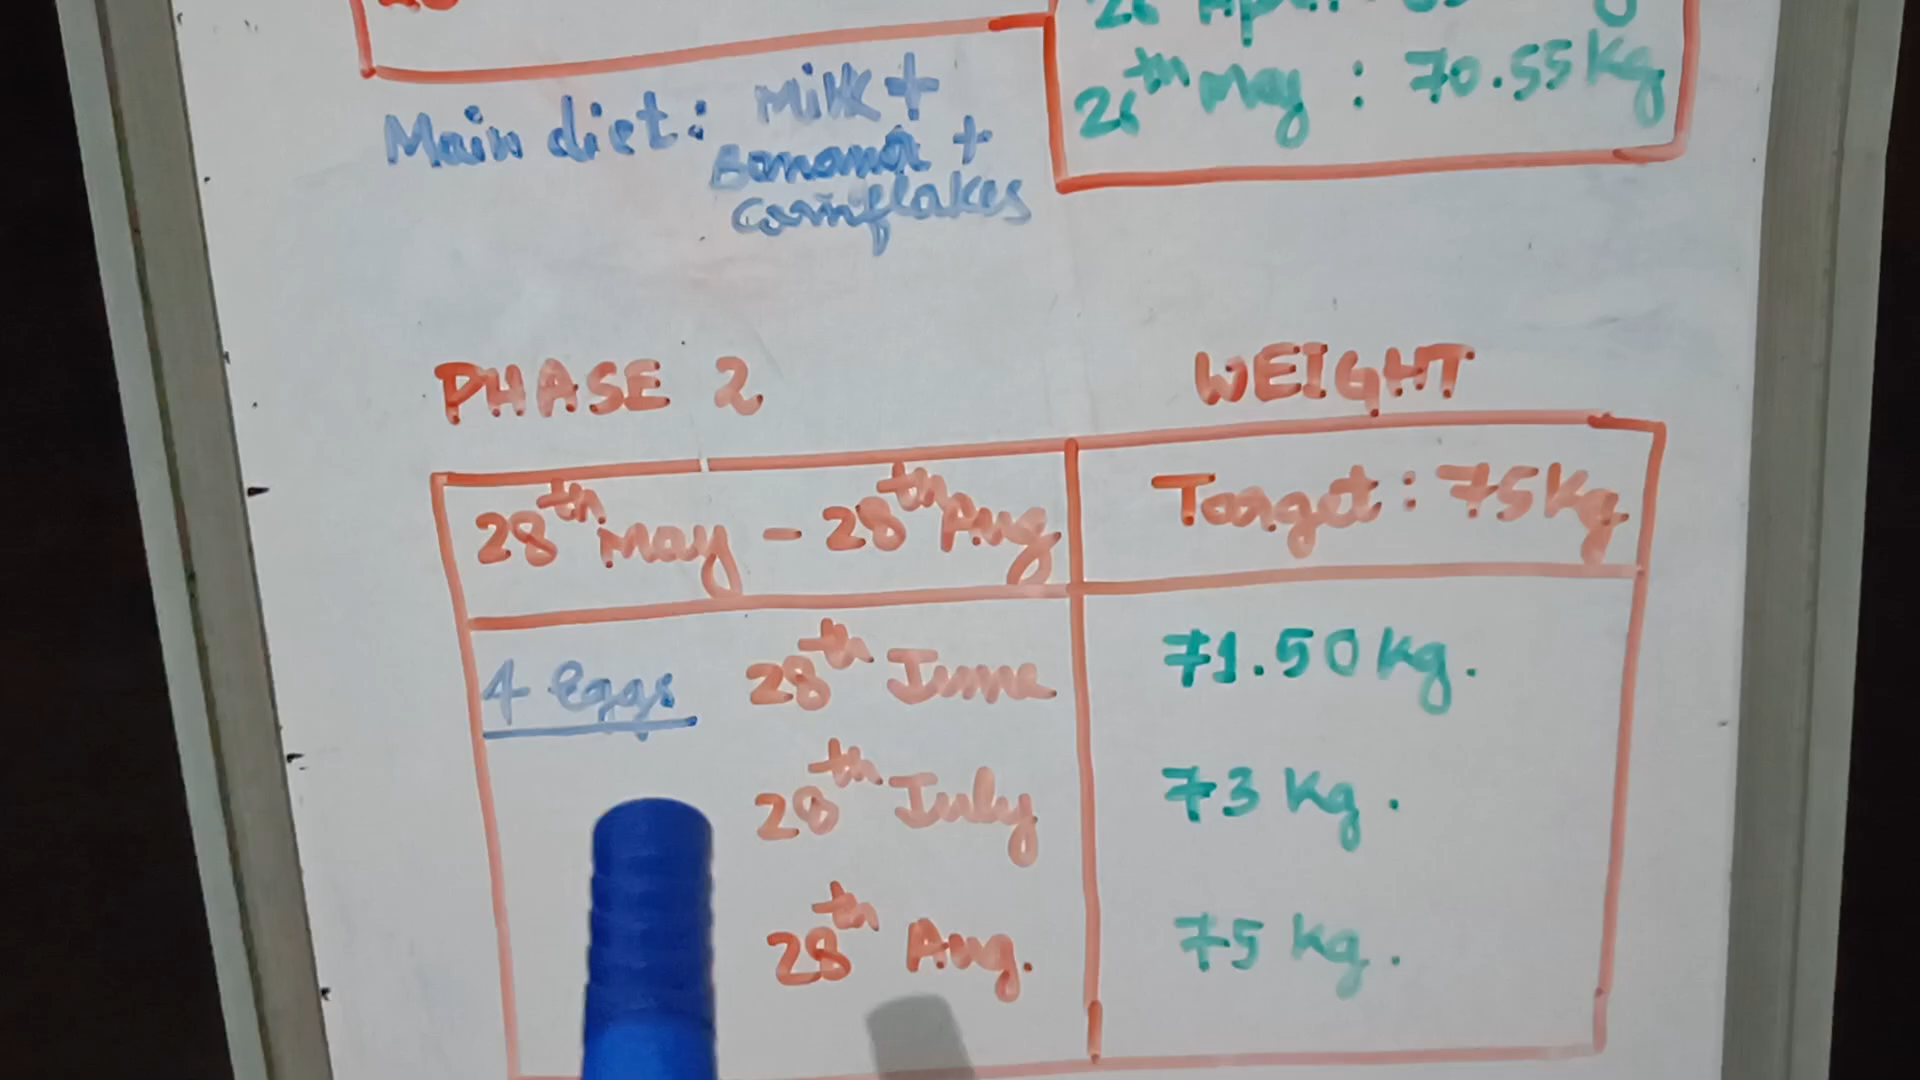 Main diet: Milk +
Banana +
Cornflakes
26th May : 70.55 Kg
PHASE 2 WEIGHT
28th May - 28th Aug Target : 75 Kg
4 Eggs 28th June 71.50 Kg.
28th July 73 Kg.
28th Aug. 75 Kg.